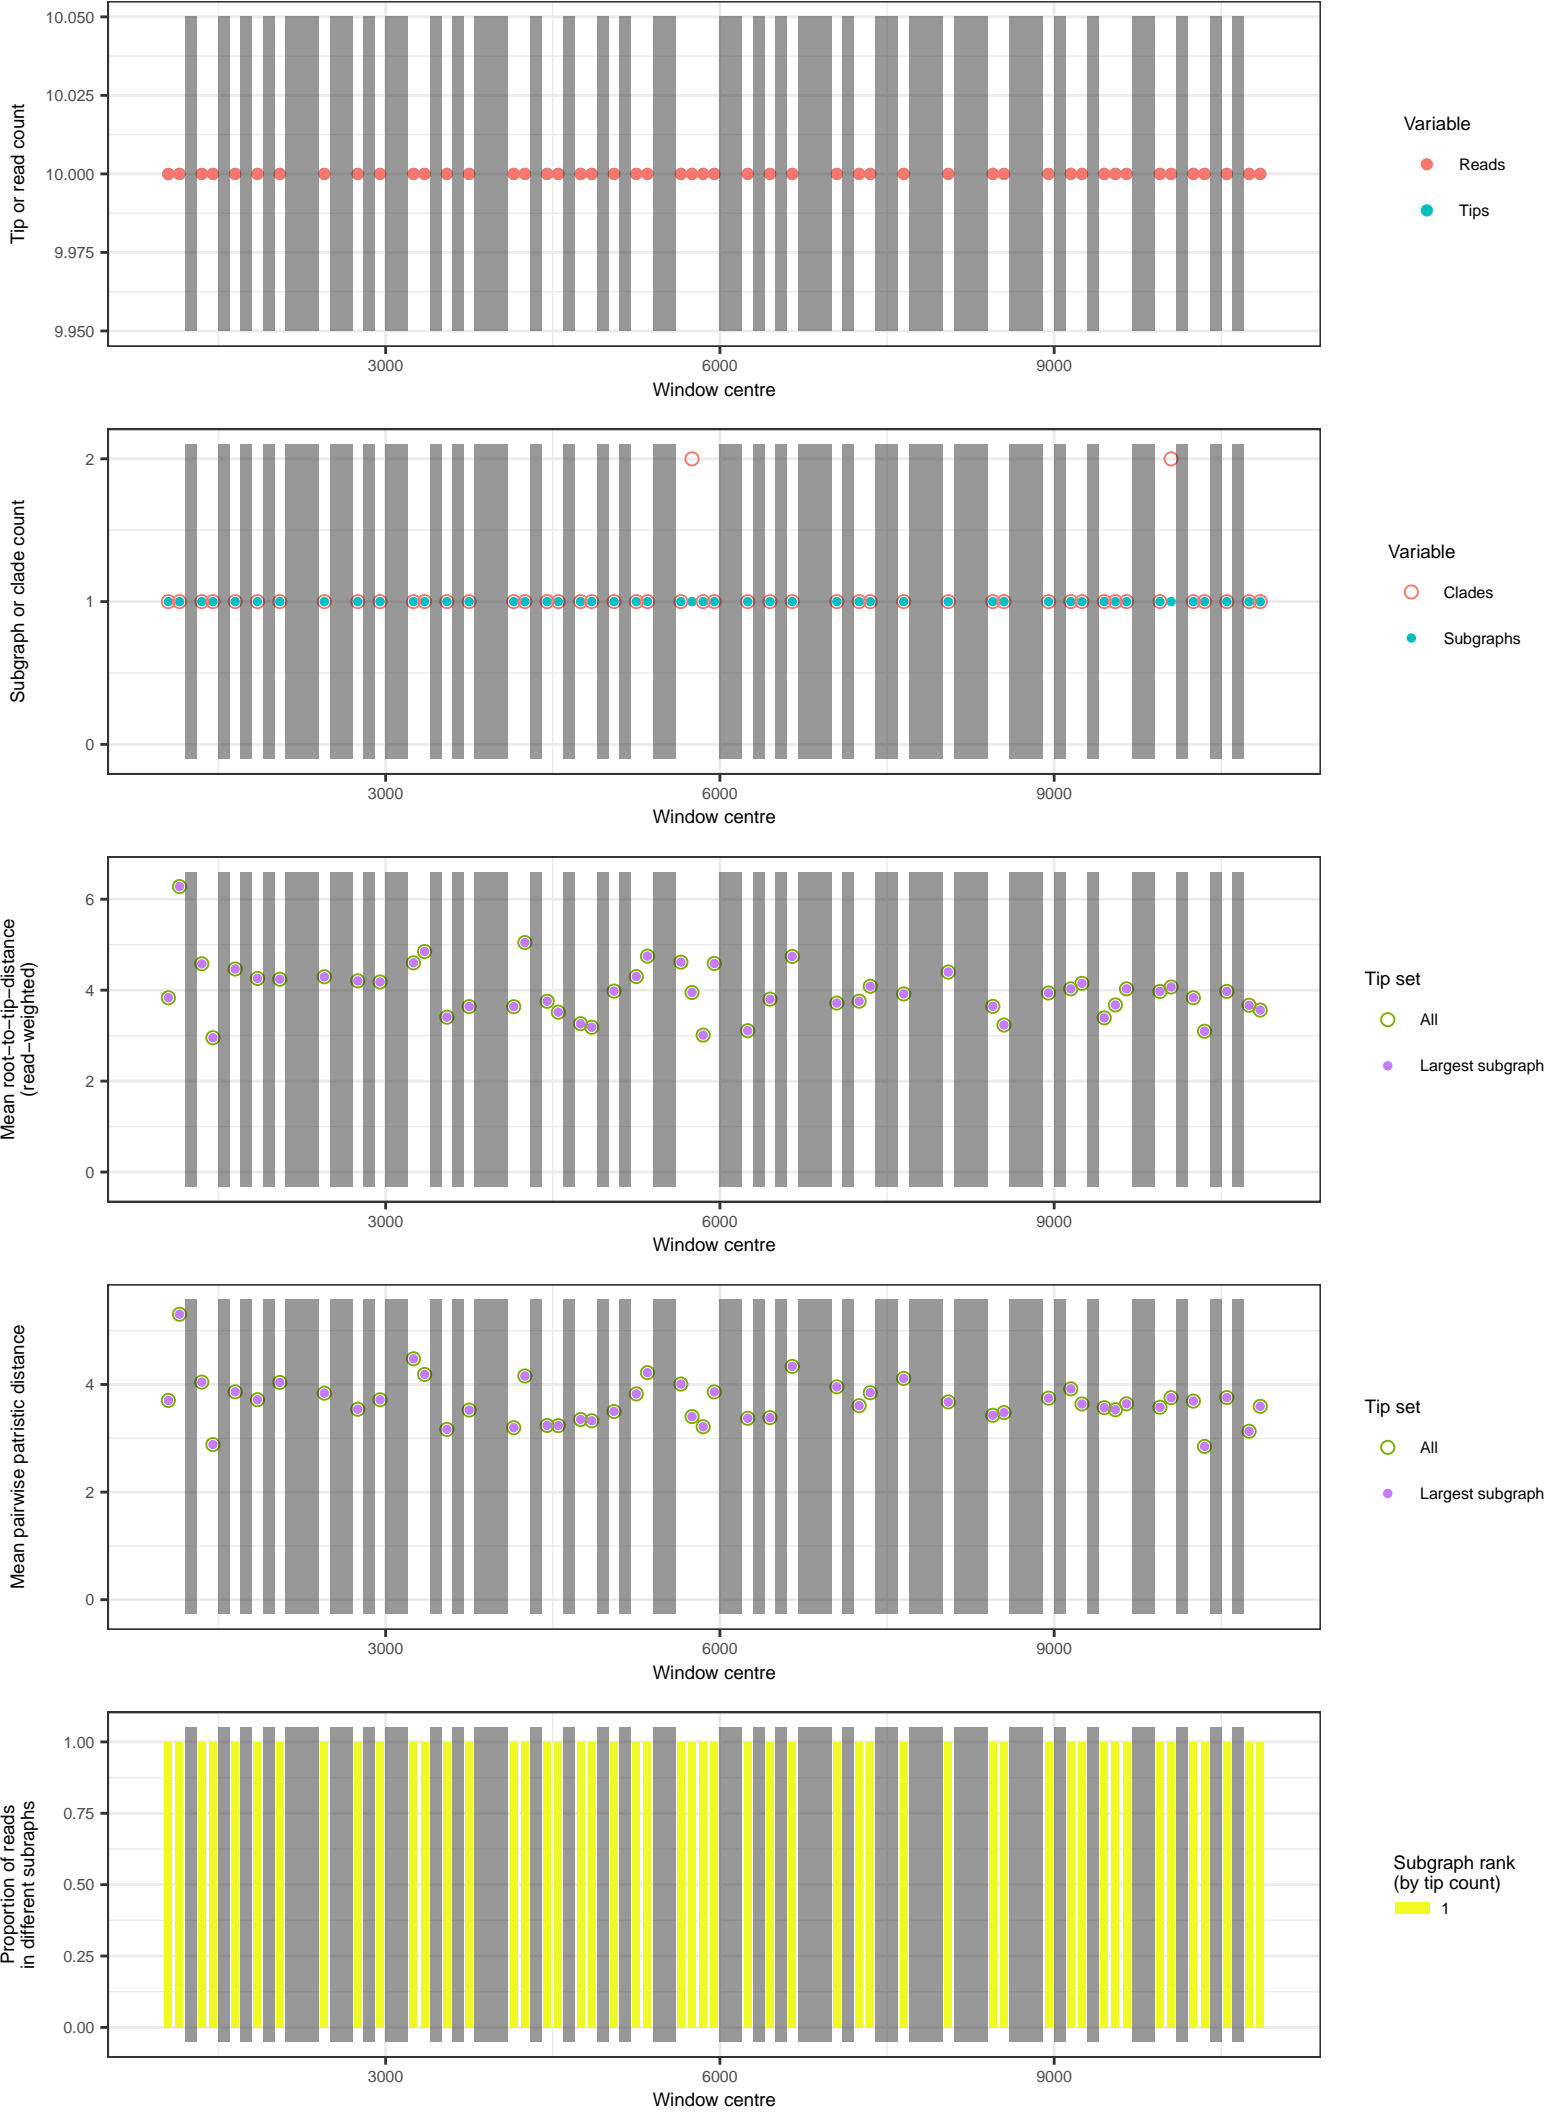 10.050
10.025
10.000
9.975
9.950
Tip or read count
3000
6000
9000
Window centre
Variable
Reads
Tips
2
1
0
Subgraph or clade count
3000
6000
9000
Window centre
Variable
Clades
Subgraphs
6
4
2
0
Mean root−to−tip−distance
(read−weighted)
3000
6000
9000
Window centre
Tip set
All
Largest subgraph
4
2
0
Mean pairwise patristic distance
3000
6000
9000
Window centre
Tip set
All
Largest subgraph
1.00
0.75
0.50
0.25
0.00
Proportion of reads
in different subraphs
3000
6000
9000
Window centre
Subgraph rank
(by tip count)
1